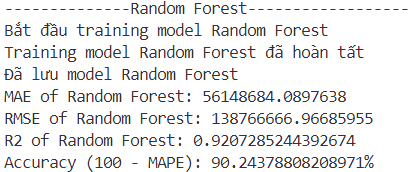 -------------Random Forest-----------------
Bắt đầu training model Random Forest
Training model Random Forest đã hoàn tất
Đã lưu model Random Forest
MAE of Random Forest: 56148684.0897638
RMSE of Random Forest: 138766666.96685955
R2 of Random Forest: 0.9207285244392674
Accuracy (100 - MAPE): 90.24378808208971%